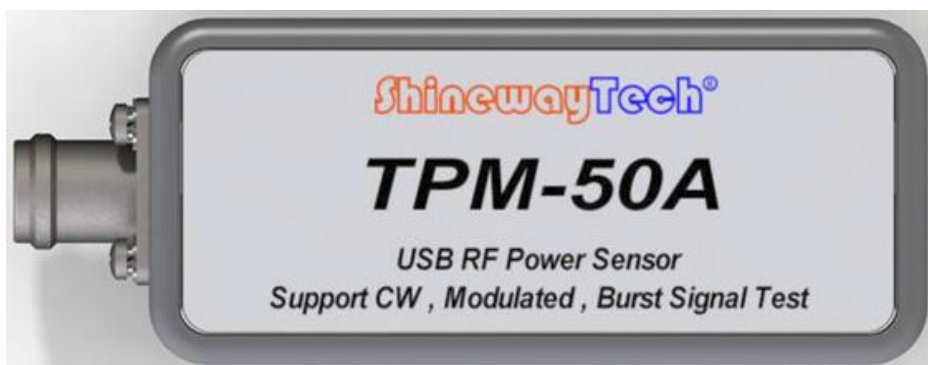 ShinewayTech®
TPM-50A
USB RF Power Sensor
Support CW , Modulated , Burst Signal Test